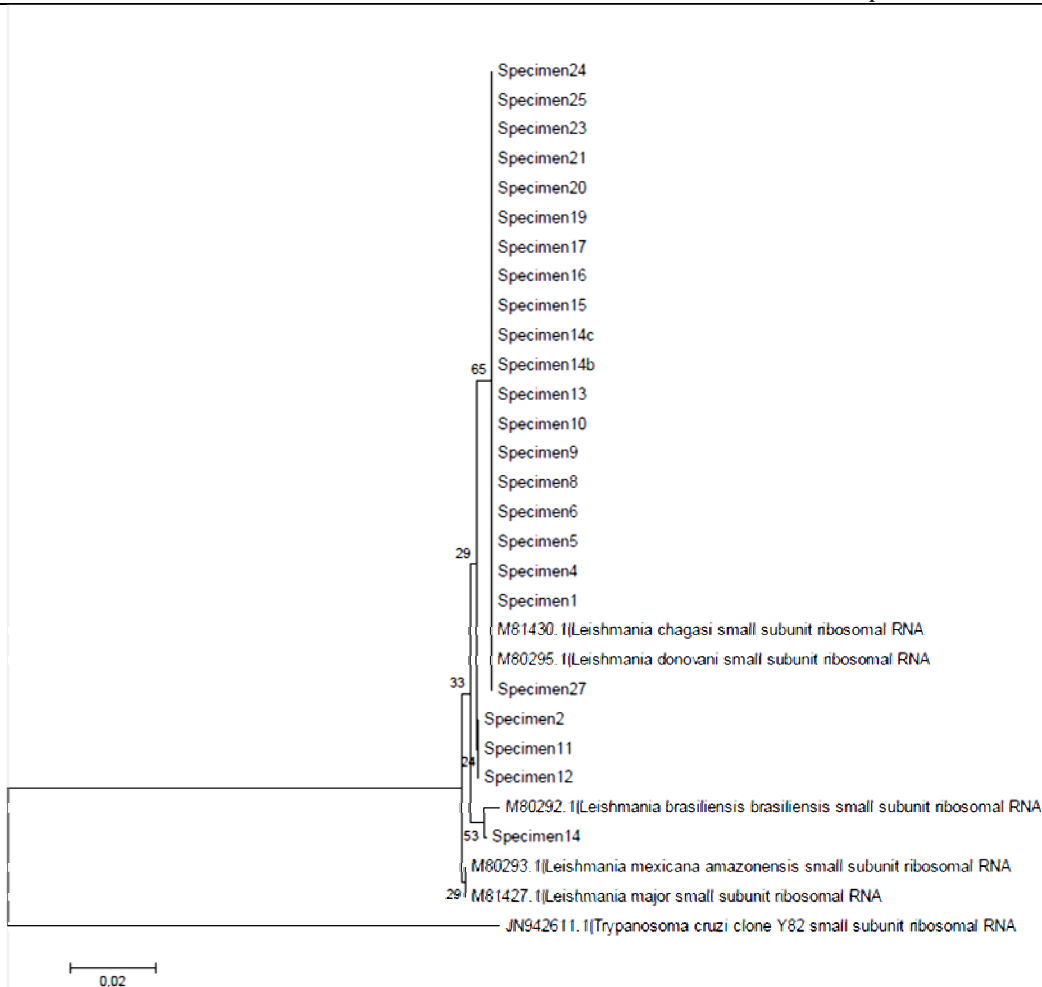 Specimen24
Specimen25
Specimen23
Specimen21
Specimen20
Specimen19
Specimen17
Specimen16
Specimen15
Specimen14c
65
Specimen14b
Specimen13
Specimen10
Specimen9
Specimen8
Specimen6
Specimen5
29
Specimen4
Specimen1
M81430.1|(Leishmania chagasi small subunit ribosomal RNA
M80295.1|(Leishmania donovani small subunit ribosomal RNA
33
Specimen27
Specimen2
Specimen11
24
Specimen12
M80292.1|(Leishmania brasiliensis brasiliensis small subunit ribosomal RNA
53 Specimen14
M80293.1|(Leishmania mexicana amazonensis small subunit ribosomal RNA
29 M81427.1|(Leishmania major small subunit ribosomal RNA
JN942611.1|(Trypanosoma cruzi clone Y82 small subunit ribosomal RNA
0.02